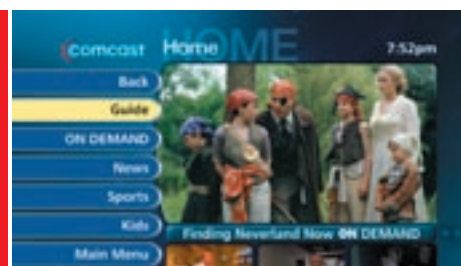 comcast Home HOME 7:52pm
Back
Guide
ON DEMAND
News
Sports
Kids
Finding Neverland Now ON DEMAND
Main Menu